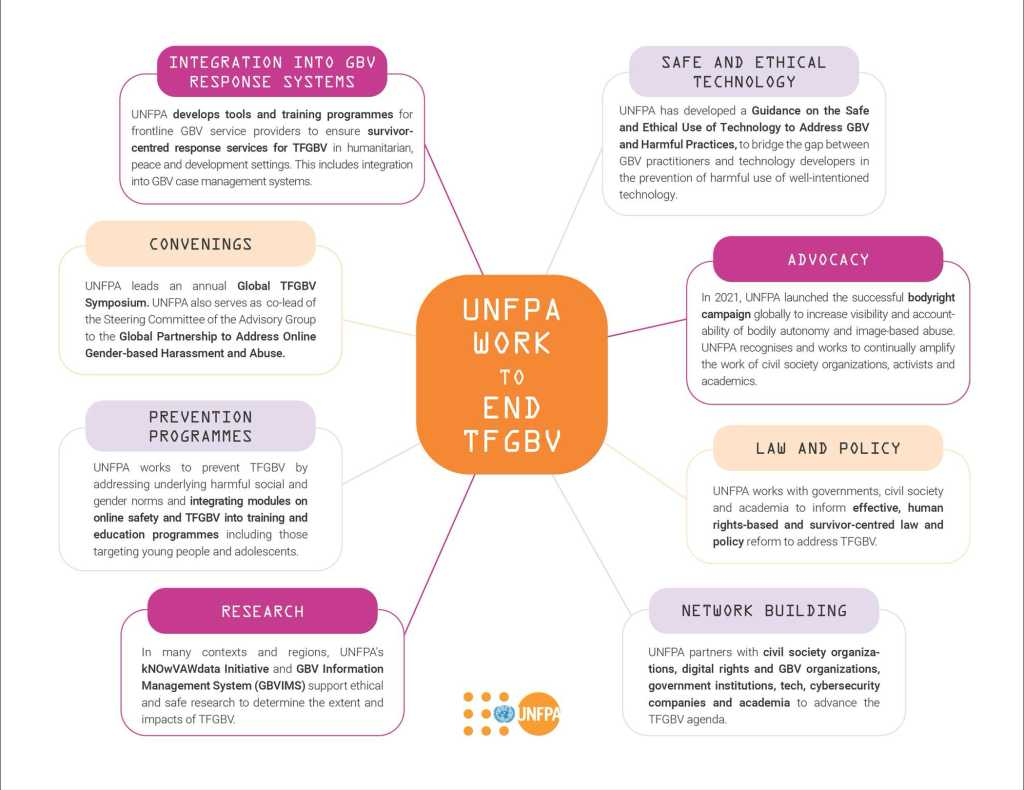 INTEGRATION INTO GBV
RESPONSE SYSTEMS
UNFPA develops tools and training programmes for
frontline GBV service providers to ensure survivor-
centred response services for TFGBV in humanitarian,
peace and development settings. This includes integration
into GBV case management systems.
SAFE AND ETHICAL
TECHNOLOGY
UNFPA has developed a Guidance on the Safe
and Ethical Use of Technology to Address GBV
and Harmful Practices, to bridge the gap between
GBV practitioners and technology developers in
the prevention of harmful use of well-intentioned
technology.
CONVENINGS
UNFPA leads an annual Global TFGBV
Symposium. UNFPA also serves as co-lead of
the Steering Committee of the Advisory Group
to the Global Partnership to Address Online
Gender-based Harassment and Abuse.
ADVOCACY
In 2021, UNFPA launched the successful bodyright
campaign globally to increase visibility and account-
ability of bodily autonomy and image-based abuse.
UNFPA recognises and works to continually amplify
the work of civil society organizations, activists and
academics.
UNFPA
WORK
TO
END
TFGBV
PREVENTION
PROGRAMMES
UNFPA works to prevent TFGBV by
addressing underlying harmful social and
gender norms and integrating modules on
online safety and TFGBV into training and
education programmes including those
targeting young people and adolescents.
LAW AND POLICY
UNFPA works with governments, civil society
and academia to inform effective, human
rights-based and survivor-centred law and
policy reform to address TFGBV.
RESEARCH
In many contexts and regions, UNFPA's
kNOwVAWdata Initiative and GBV Information
Management System (GBVIMS) support ethical
and safe research to determine the extent and
impacts of TFGBV.
NETWORK BUILDING
UNFPA partners with civil society organiza-
tions, digital rights and GBV organizations,
government institutions, tech, cybersecurity
companies and academia to advance the
TFGBV agenda.
UNFPA